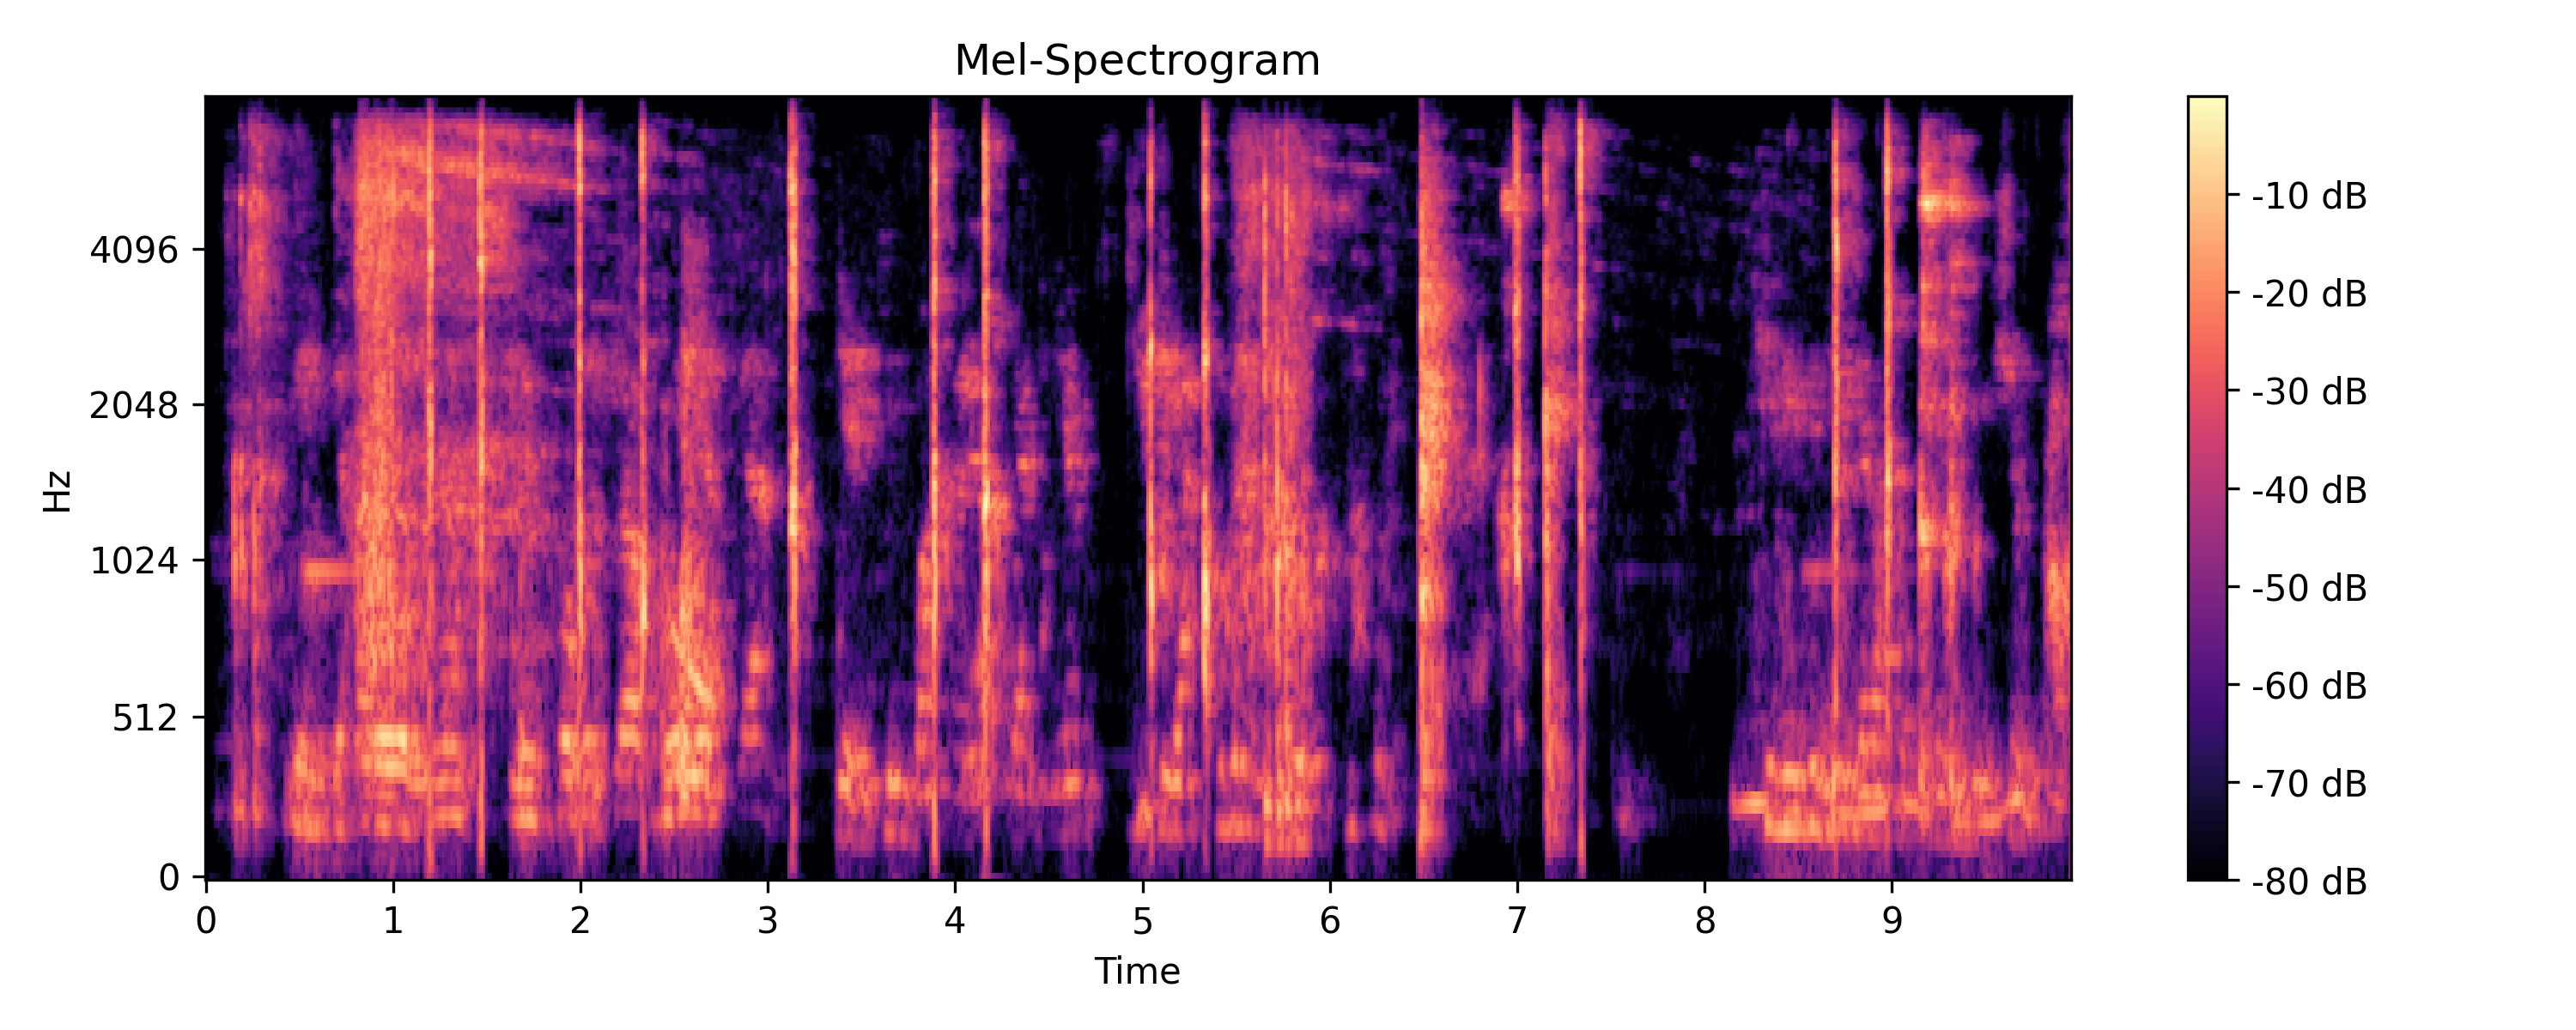 Mel-Spectrogram
Hz
4096
2048
1024
512
0
0 1 2 3 4 5 6 7 8 9
Time
-10 dB
-20 dB
-30 dB
-40 dB
-50 dB
-60 dB
-70 dB
-80 dB